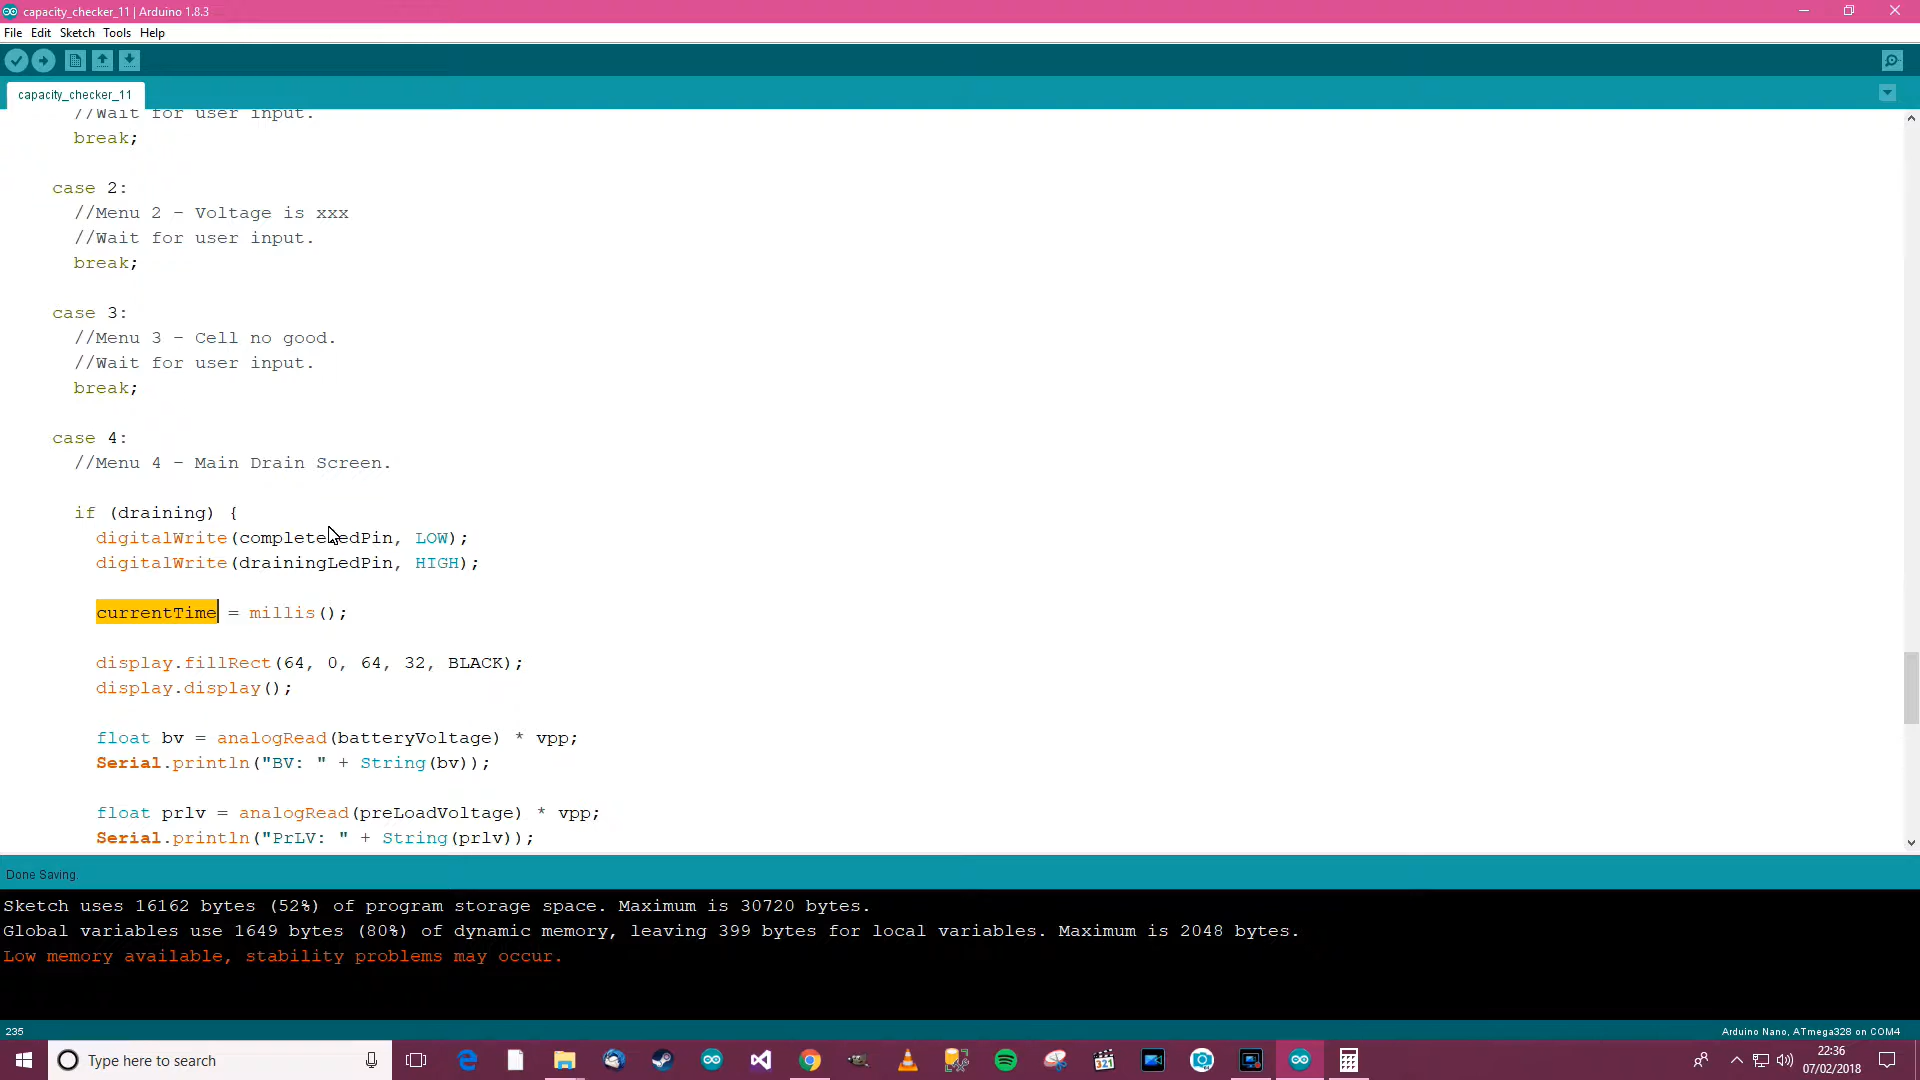 capacity_checker_11 | Arduino 1.8.3
File Edit Sketch Tools Help
capacity_checker_11
//Wait for user input.
break;
case 2:
//Menu 2 - Voltage is xxx
//Wait for user input.
break;
case 3:
//Menu 3 - Cell no good.
//Wait for user input.
break;
case 4:
//Menu 4 - Main Drain Screen.
if (draining) {
digitalWrite(completeLedPin, LOW);
digitalWrite(drainingLedPin, HIGH);
currentTime = millis();
display.fillRect(64, 0, 64, 32, BLACK);
display.display();
float bv = analogRead(batteryVoltage) * vpp;
Serial.println("BV: " + String(bv));
float prlv = analogRead(preLoadVoltage) * vpp;
Serial.println("PrLV: " + String(prlv));
Done Saving.
Sketch uses 16162 bytes (52%) of program storage space. Maximum is 30720 bytes.
Global variables use 1649 bytes (80%) of dynamic memory, leaving 399 bytes for local variables. Maximum is 2048 bytes.
Low memory available, stability problems may occur.
235
Arduino Nano, ATmega328 on COM4
Type here to search
22:36
07/02/2018